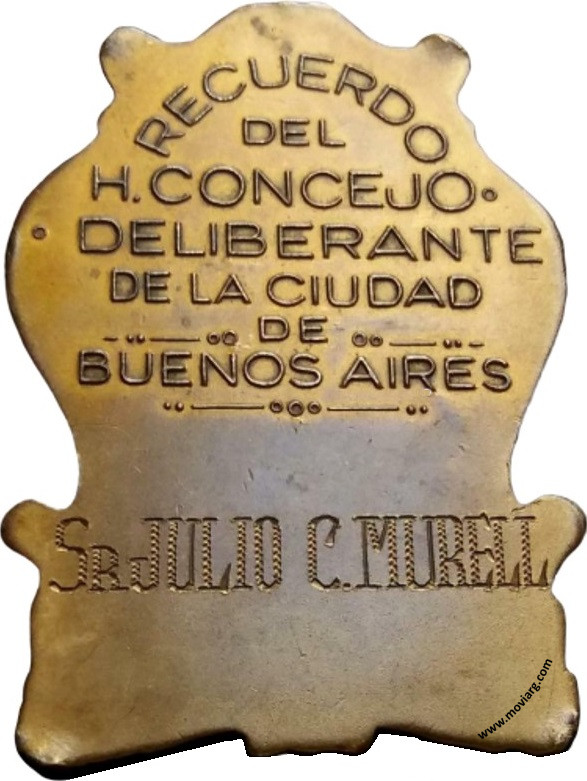 RECUERDO
DEL
H. CONCEJO
DELIBERANTE
DE LA CIUDAD
DE
BUENOS AIRES
SR JULIO C. MURELL
www.moviarg.com